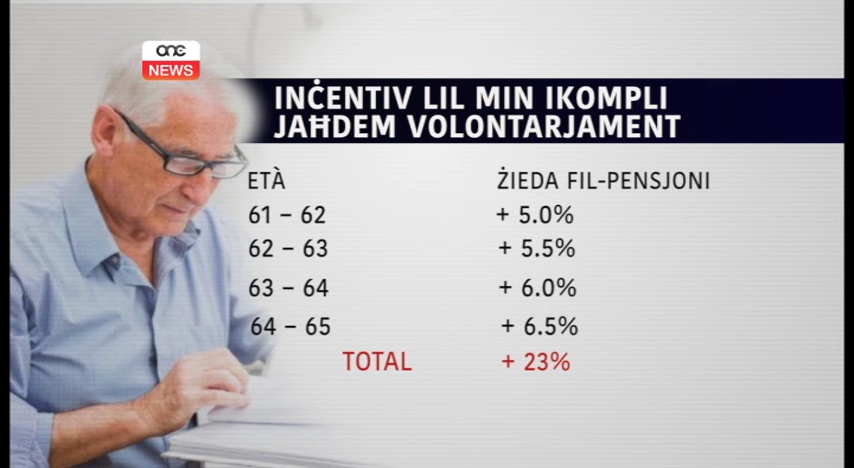 one
NEWS
INĊENTIV LIL MIN IKOMPLI
JAĦDEM VOLONTARJAMENT
ETÀ ŻIEDA FIL-PENSJONI
61 – 62 + 5.0%
62 – 63 + 5.5%
63 – 64 + 6.0%
64 – 65 + 6.5%
TOTAL + 23%